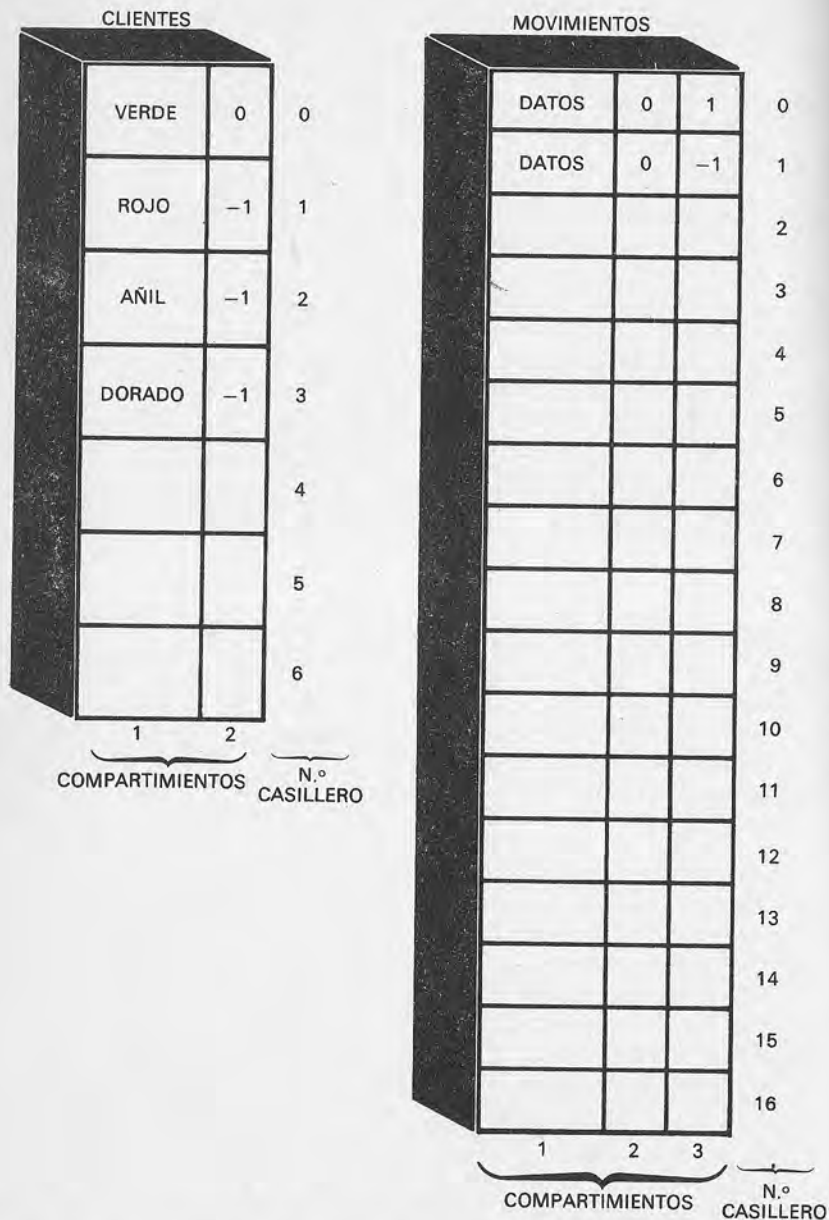 CLIENTES
VERDE 0 0
ROJO −1 1
AÑIL −1 2
DORADO −1 3
4
5
6
1 2
COMPARTIMIENTOS
N.º
CASILLERO
MOVIMIENTOS
DATOS 0 1 0
DATOS 0 −1 1
2
3
4
5
6
7
8
9
10
11
12
13
14
15
16
1 2 3
COMPARTIMIENTOS
N.º
CASILLERO